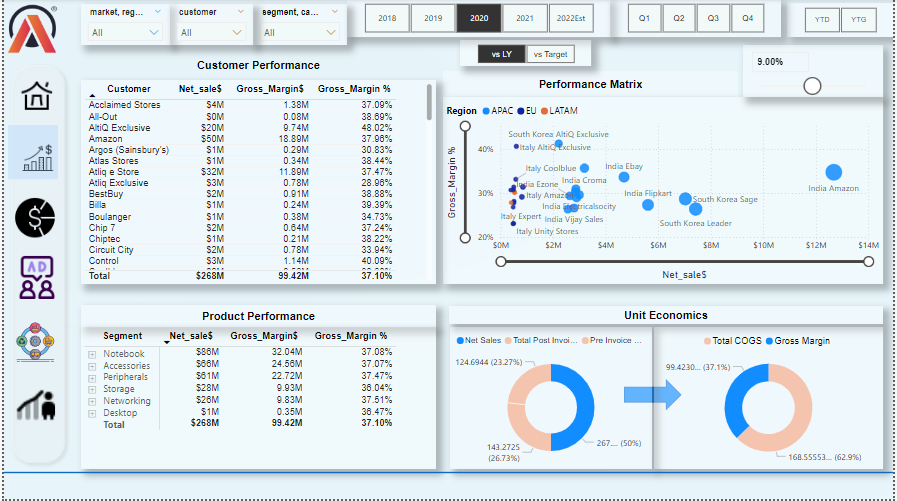 market, reg...
customer
segment, ca...
All
All
All
2018 2019 2020 2021 2022Est
Q1 Q2 Q3 Q4
YTD YTG
vs LY vs Target
9.00%
Customer Performance
Customer Net_sale$ Gross_Margin$ Gross_Margin %
Acclaimed Stores $4M 1.38M 37.09%
All-Out $0M 0.08M 38.69%
AltiQ Exclusive $20M 9.74M 48.02%
Amazon $50M 18.89M 37.96%
Argos (Sainsbury's) $1M 0.29M 30.83%
Atlas Stores $1M 0.34M 38.44%
Atliq e Store $32M 11.89M 37.47%
Atliq Exclusive $3M 0.78M 28.96%
BestBuy $2M 0.91M 38.88%
Billa $1M 0.24M 39.39%
Boulanger $1M 0.38M 34.73%
Chip 7 $2M 0.64M 37.24%
Chiptec $1M 0.21M 38.22%
Circuit City $2M 0.78M 33.94%
Control $3M 1.14M 40.09%
Total $268M 99.42M 37.10%
Performance Matrix
Region APAC EU LATAM
Gross_Margin %
40%
30%
20%
South Korea AltiQ Exclusive
Italy AltiQ Exclusive
Italy Coolblue
India Ebay
India Croma
India Ezone
India Amazon
Italy Amazon
India Flipkart
South Korea Sage
India Electricalsocity
South Korea Leader
Italy Expert
India Vijay Sales
Italy Unity Stores
$0M $2M $4M $6M $8M $10M $12M $14M
Net_sale$
Product Performance
Segment Net_sale$ Gross_Margin$ Gross_Margin %
Notebook $86M 32.04M 37.08%
Accessories $66M 24.56M 37.07%
Peripherals $61M 22.72M 37.47%
Storage $28M 9.93M 36.04%
Networking $26M 9.83M 37.51%
Desktop $1M 0.35M 36.47%
Total $268M 99.42M 37.10%
Unit Economics
Net Sales Total Post Invoi... Pre Invoice ...
124.6944 (23.27%)
143.2725
(26.73%)
267.... (50%)
Total COGS Gross Margin
99.4230... (37.1%)
168.55553... (62.9%)
AD